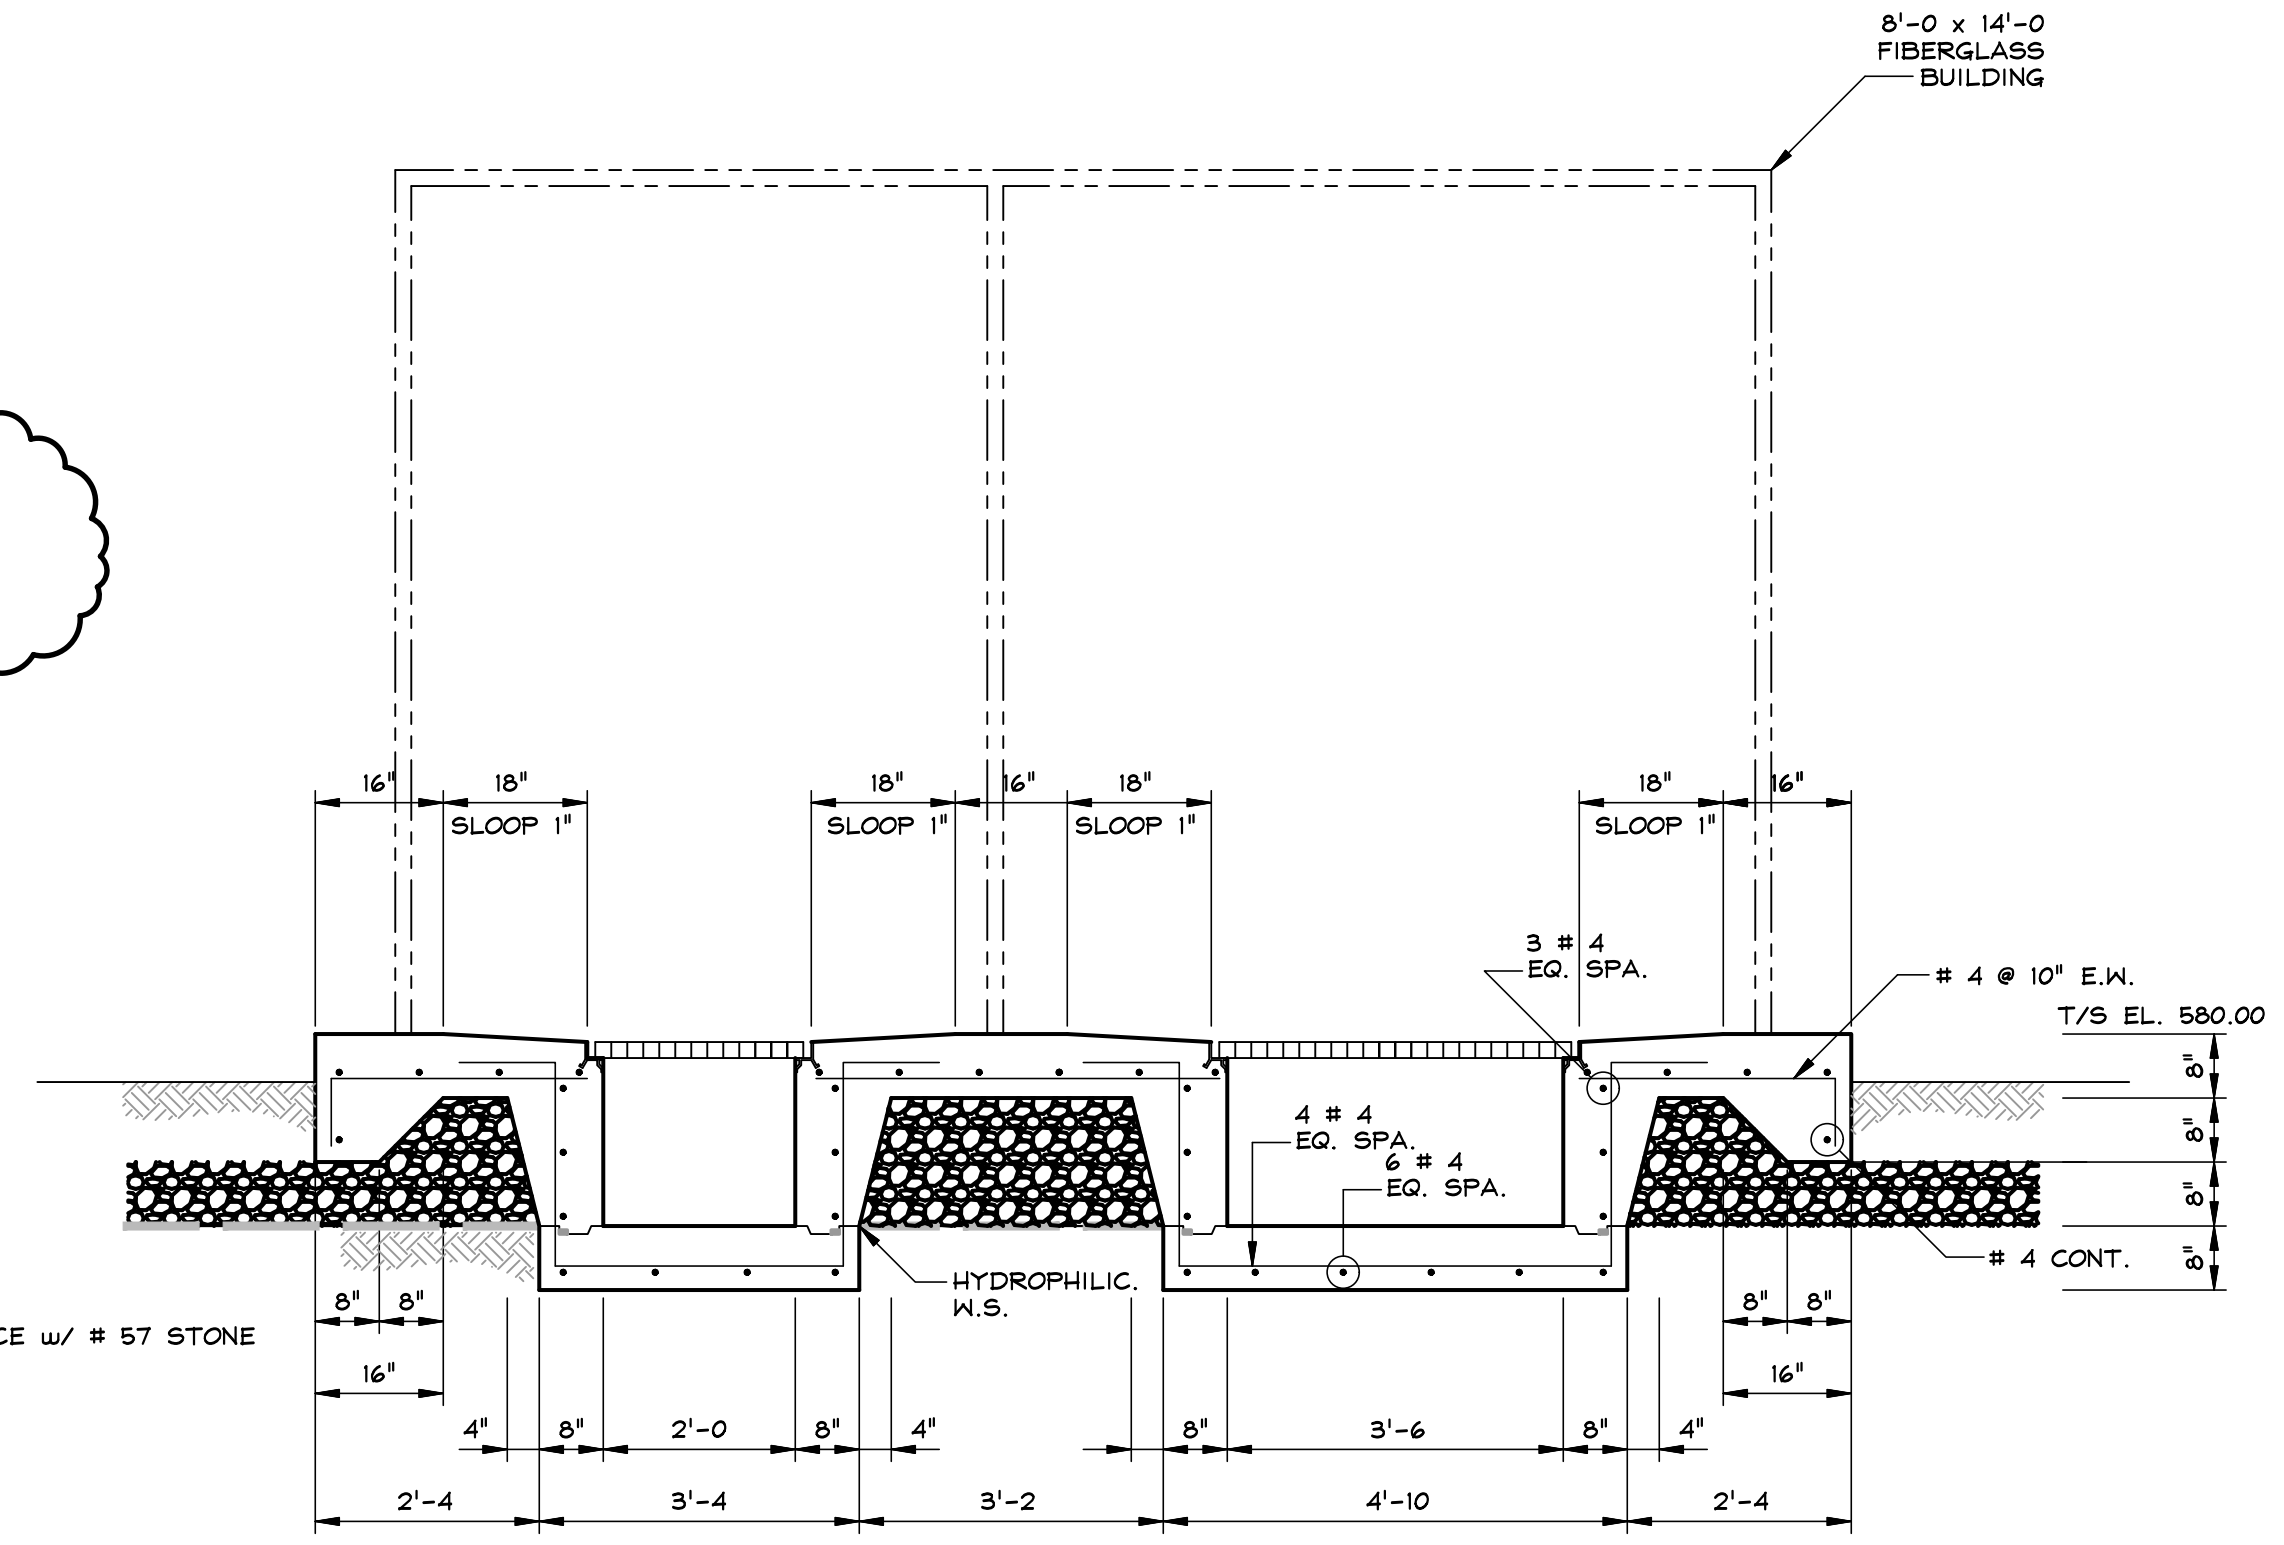 8'-0 x 14'-0
FIBERGLASS
BUILDING
16" 18" 18" 16" 18" 18" 16"
SLOOP 1" SLOOP 1" SLOOP 1" SLOOP 1"
3 # 4
EQ. SPA.
# 4 @ 10" E.W.
T/S EL. 580.00
8"
8"
8"
8"
4 # 4
EQ. SPA.
6 # 4
EQ. SPA.
# 4 CONT.
HYDROPHILIC.
W.S.
CE w/ # 57 STONE
8" 8" 8" 8"
16" 16"
4" 8" 2'-0 8" 4" 8" 3'-6 8" 4"
2'-4 3'-4 3'-2 4'-10 2'-4